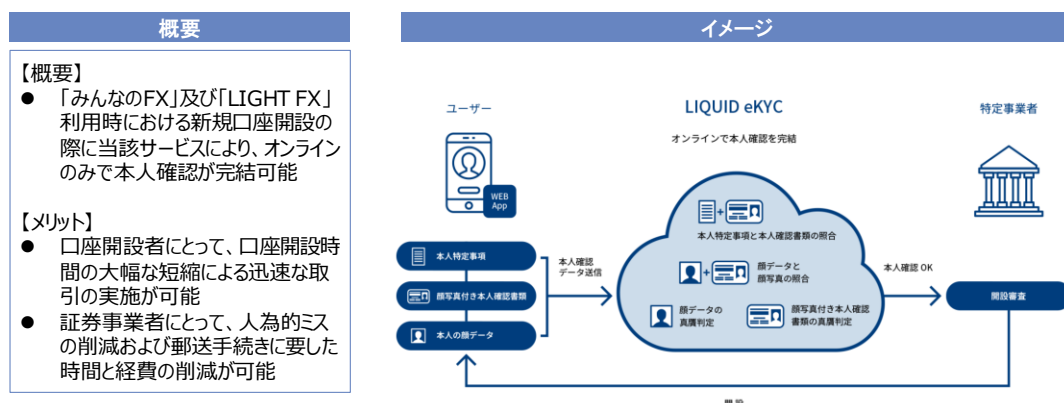 概要
【概要】
● 「みんなのFX」及び「LIGHT FX」
利用時における新規口座開設の
際に当該サービスにより、オンライン
のみで本人確認が完結可能
【メリット】
● 口座開設者にとって、口座開設時
間の大幅な短縮による迅速な取
引の実施が可能
● 証券事業者にとって、人為的ミス
の削減および郵送手続きに要した
時間と経費の削減が可能
イメージ
ユーザー
WEB
App
本人特定事項
顔写真付き本人確認書類
本人の顔データ
本人確認
データ送信
LIQUID eKYC
オンラインで本人確認を完結
本人特定事項と本人確認書類の照合
顔データと
顔写真の照合
顔データの
真贋判定
顔写真付き本人確認
書類の真贋判定
本人確認 OK
特定事業者
開設審査